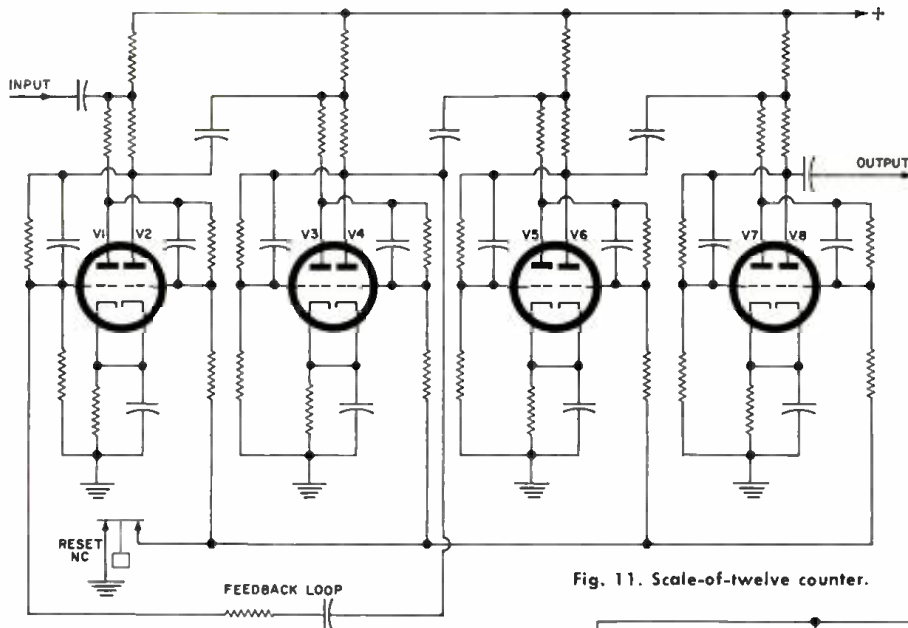 +
INPUT
OUTPUT
V1 V2
V3 V4
V5 V6
V7 V8
RESET
NC
FEEDBACK LOOP
Fig. 11. Scale-of-twelve counter.